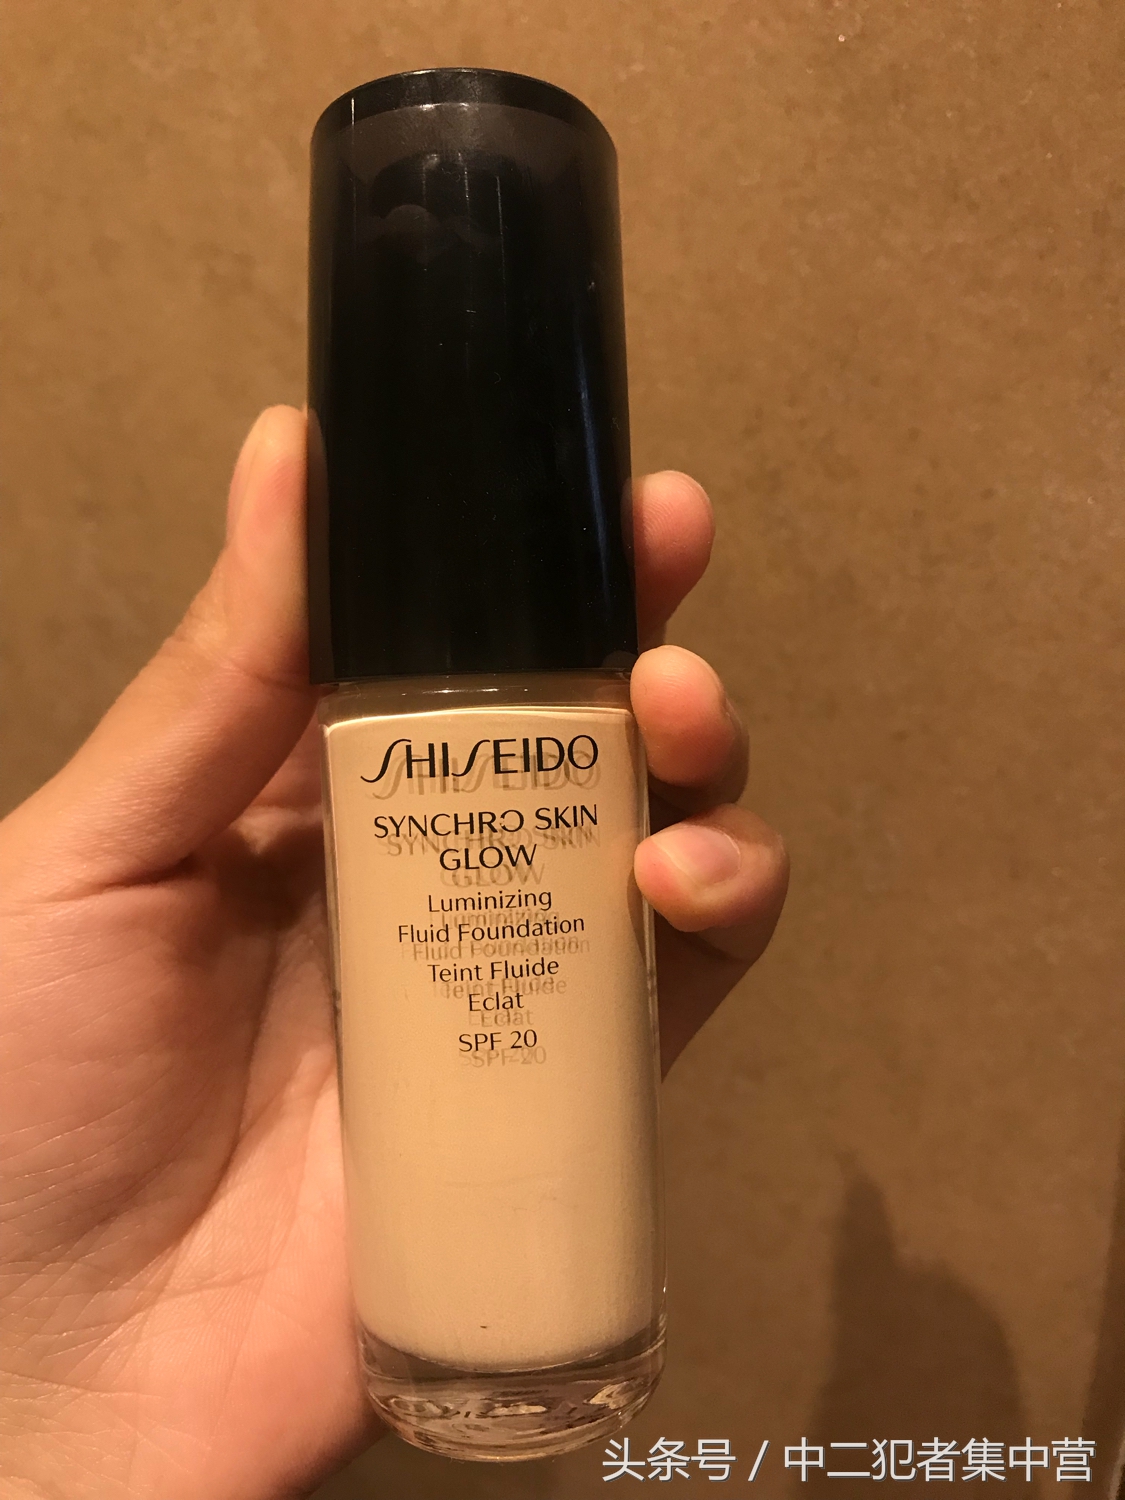 SHISEIDO
SYNCHRO SKIN
GLOW
Luminizing
Fluid Foundation
Teint Fluide
Eclat
SPF 20
头条号 / 中二犯者集中营